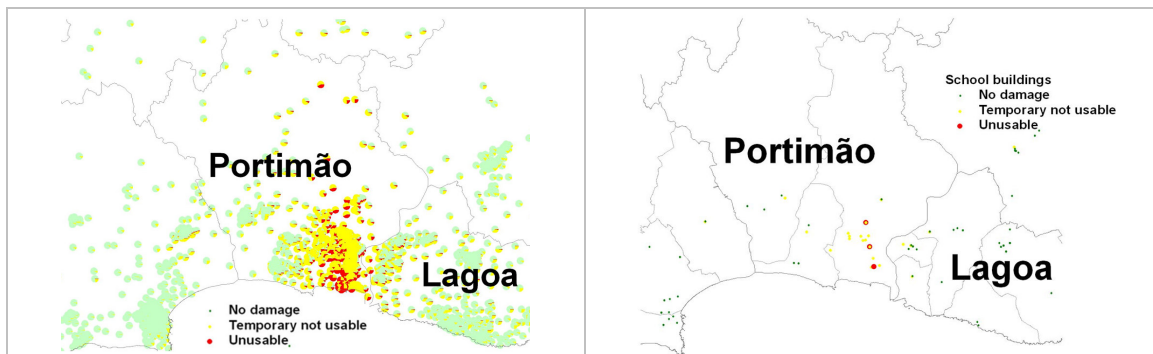 Portimão
Lagoa
No damage
Temporary not usable
Unusable
School buildings
No damage
Temporary not usable
Unusable
Portimão
Lagoa